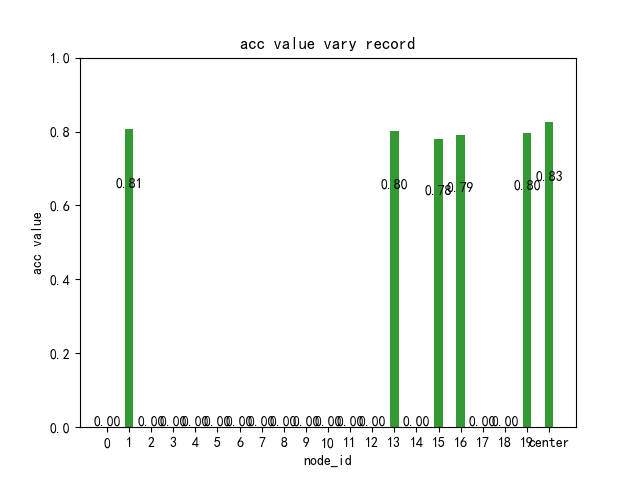 acc value vary record
1.0
0.8
0.6
0.4
0.2
0.0
acc value
0.00 0.81 0.00 0.00 0.00 0.00 0.00 0.00 0.00 0.00 0.00 0.00 0.00 0.80 0.00 0.78 0.79 0.00 0.00 0.80 0.83
0 1 2 3 4 5 6 7 8 9 10 11 12 13 14 15 16 17 18 19 center
node_id